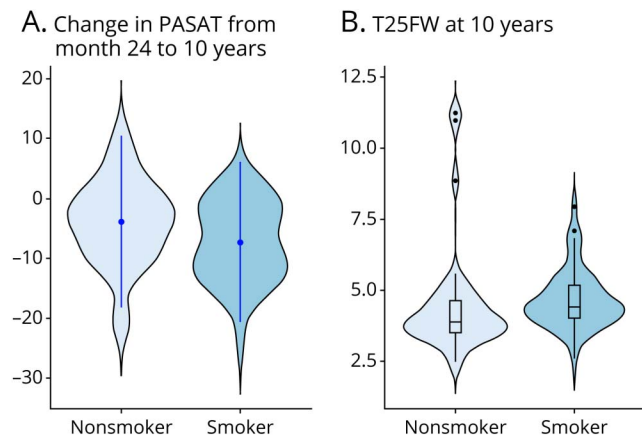 A. Change in PASAT from
month 24 to 10 years
20
10
0
–10
–20
–30
Nonsmoker Smoker
B. T25FW at 10 years
12.5
10.0
7.5
5.0
2.5
Nonsmoker Smoker